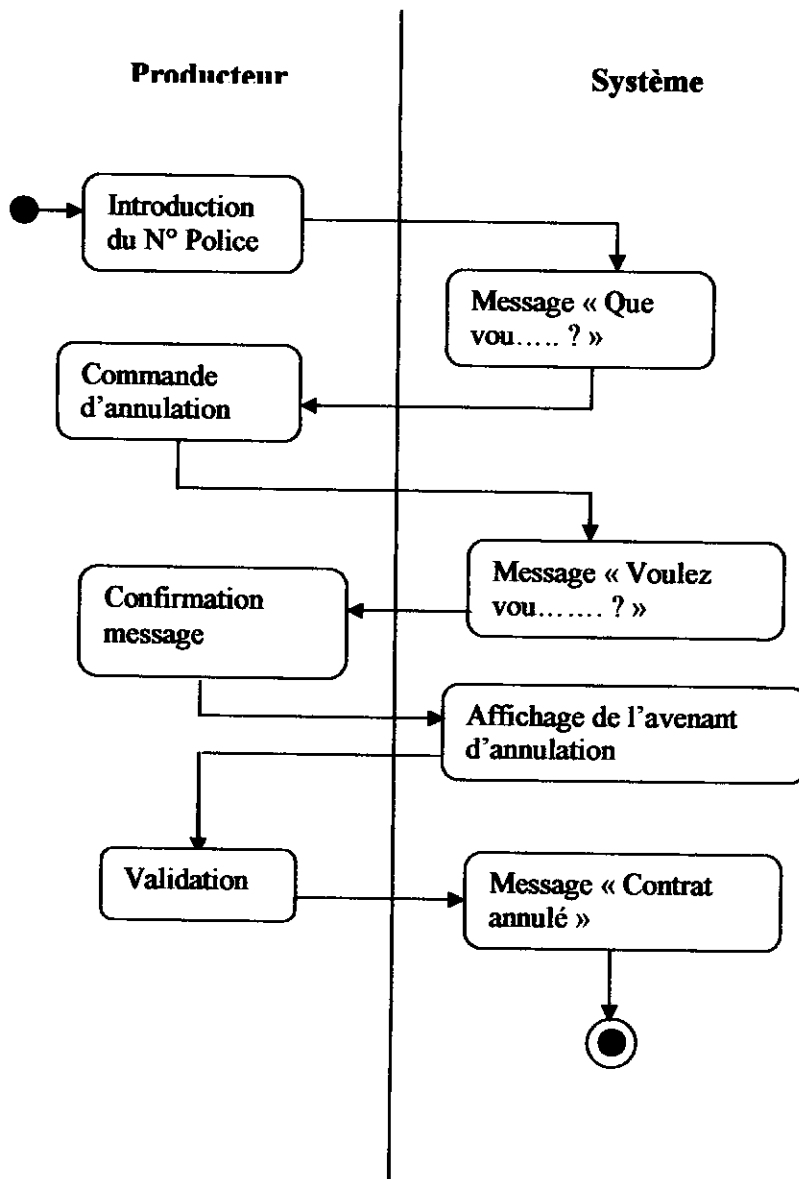 Producteur
Système
Introduction
du N° Police
Message « Que
vou..... ? »
Commande
d'annulation
Message « Voulez
vou……. ? »
Confirmation
message
Affichage de l'avenant
d'annulation
Validation
Message « Contrat
annulé »